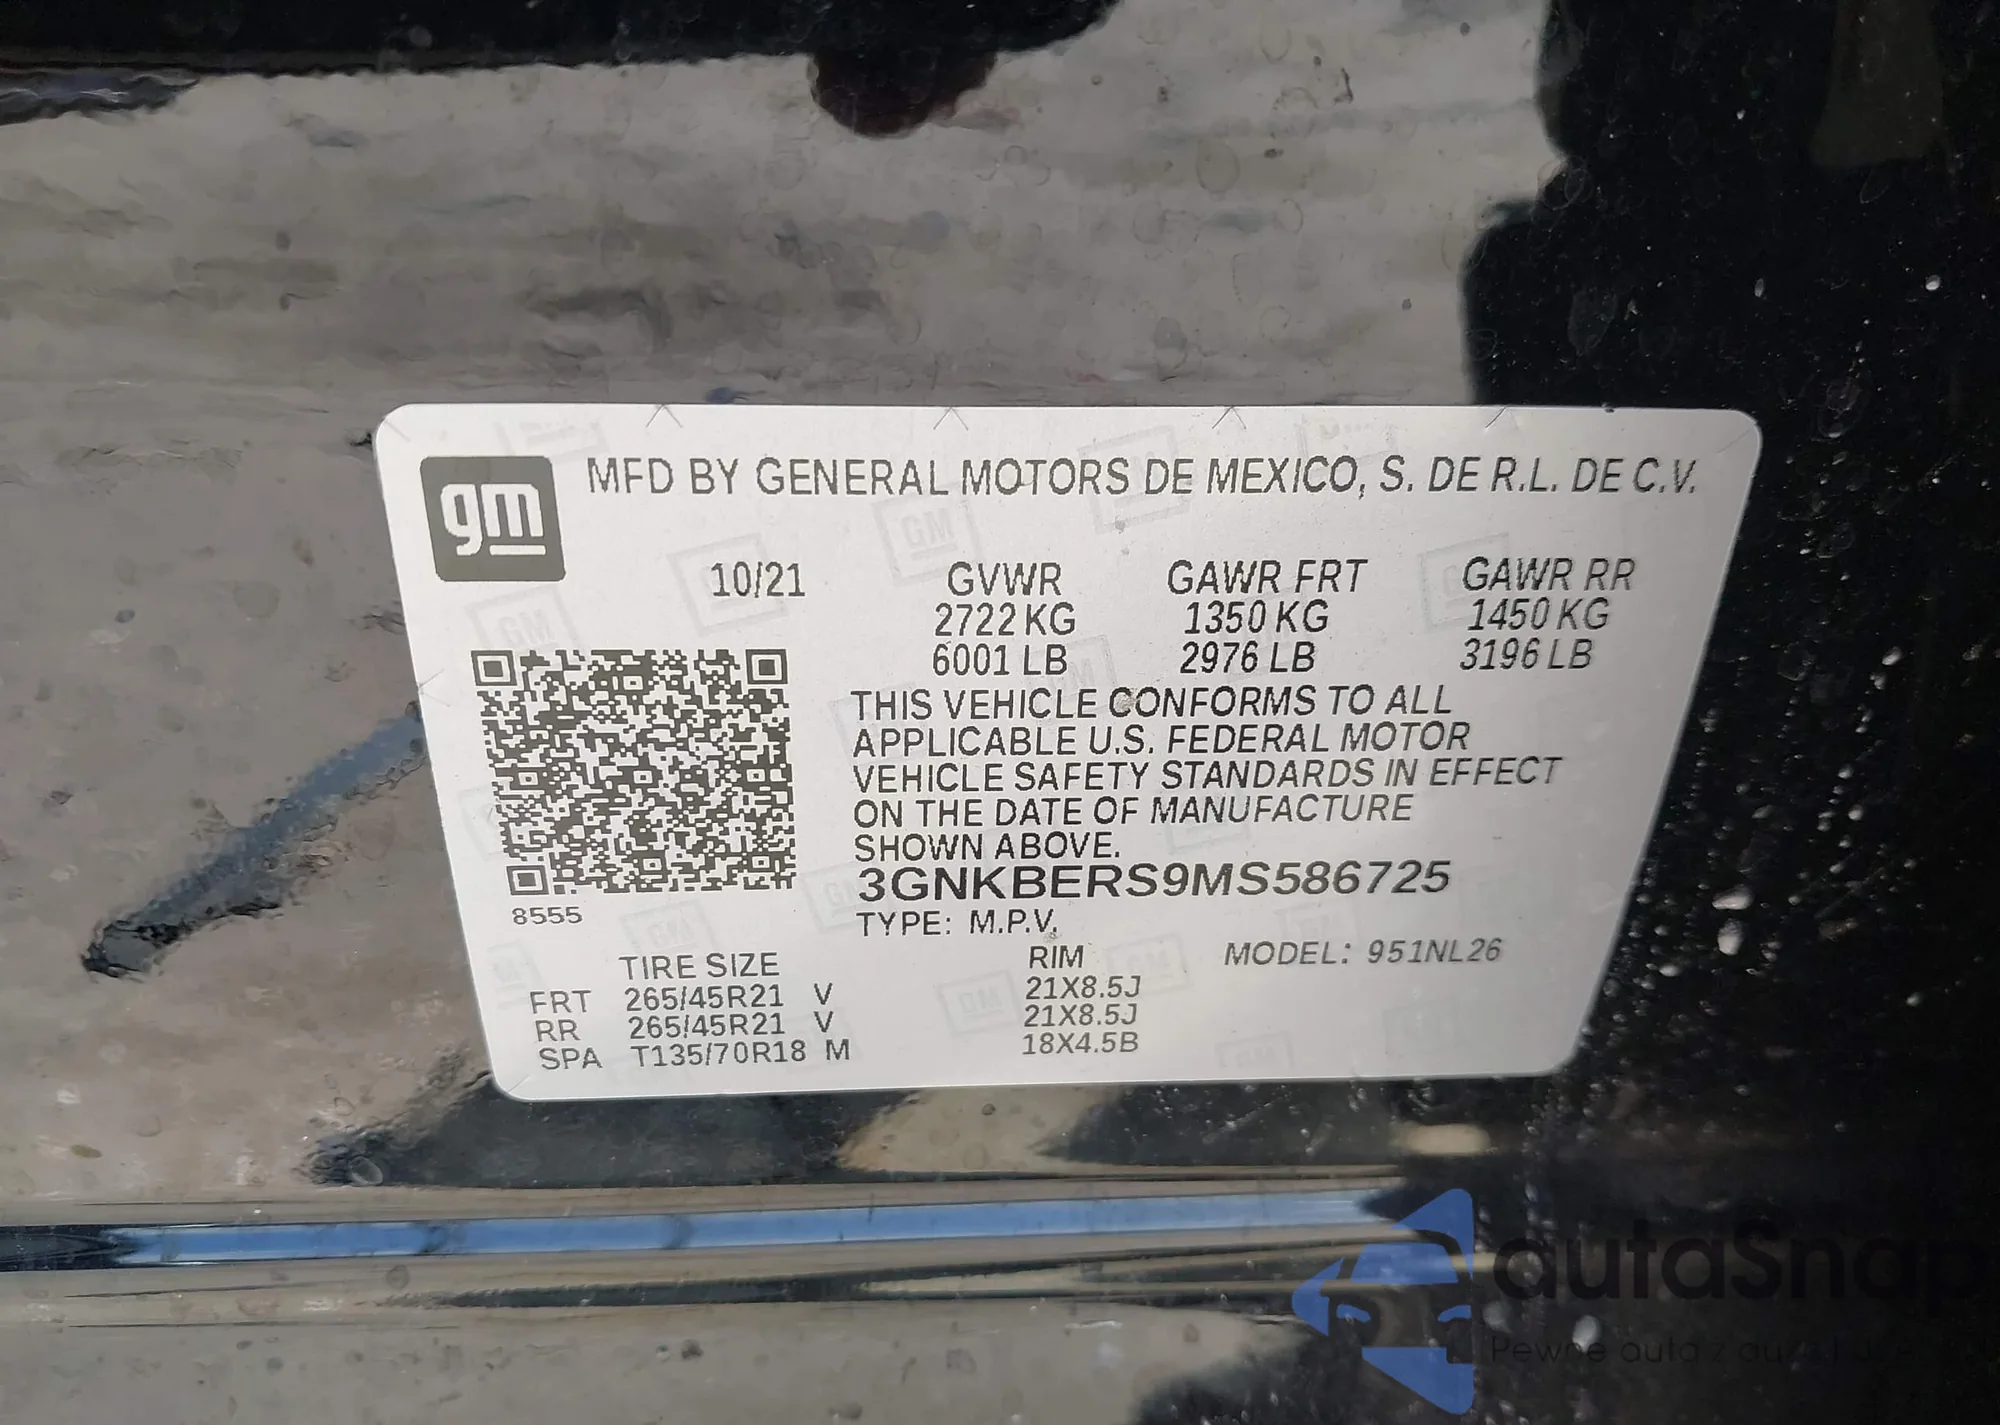 gm
MFD BY GENERAL MOTORS DE MEXICO, S. DE R.L. DE C.V.
10/21 GVWR GAWR FRT GAWR RR
2722 KG 1350 KG 1450 KG
6001 LB 2976 LB 3196 LB
THIS VEHICLE CONFORMS TO ALL
APPLICABLE U.S. FEDERAL MOTOR
VEHICLE SAFETY STANDARDS IN EFFECT
ON THE DATE OF MANUFACTURE
SHOWN ABOVE.
3GNKBERS9MS586725
8555
TYPE: M.P.V.
TIRE SIZE RIM MODEL: 951NL26
FRT 265/45R21 V 21X8.5J
RR 265/45R21 V 21X8.5J
SPA T135/70R18 M 18X4.5B
autaSnap
Pewne auta z